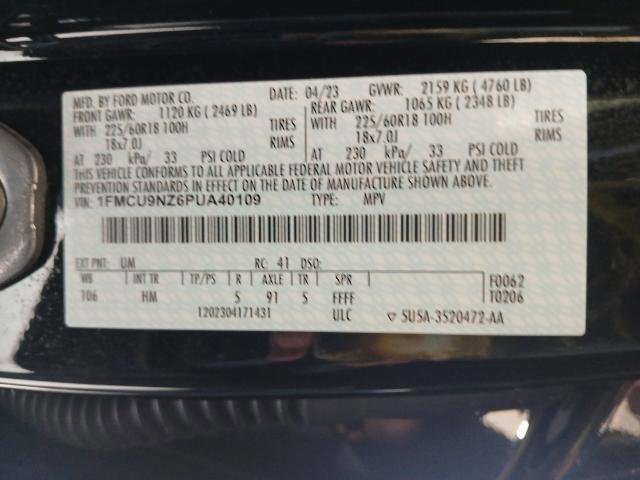 MFD. BY FORD MOTOR CO. DATE: 04/23 GVWR: 2159 KG ( 4760 LB)
FRONT GAWR: 1120 KG ( 2469 LB) REAR GAWR: 1065 KG ( 2348 LB)
WITH 225/60R18 100H TIRES WITH 225/60R18 100H TIRES
18x7.0J RIMS 18x7.0J RIMS
AT 230 kPa/ 33 PSI COLD AT 230 kPa/ 33 PSI COLD
THIS VEHICLE CONFORMS TO ALL APPLICABLE FEDERAL MOTOR VEHICLE SAFETY AND THEFT
PREVENTION STANDARDS IN EFFECT ON THE DATE OF MANUFACTURE SHOWN ABOVE.
VIN: 1FMCU9NZ6PUA40109 TYPE: MPV
EXT PNT: UM RC: 41 DSO:
WB INT TR TP/PS R AXLE TR SPR F0062
106 HM 5 91 5 FFFF T0206
1202304171431 ULC ▽ 5USA-3520472-AA